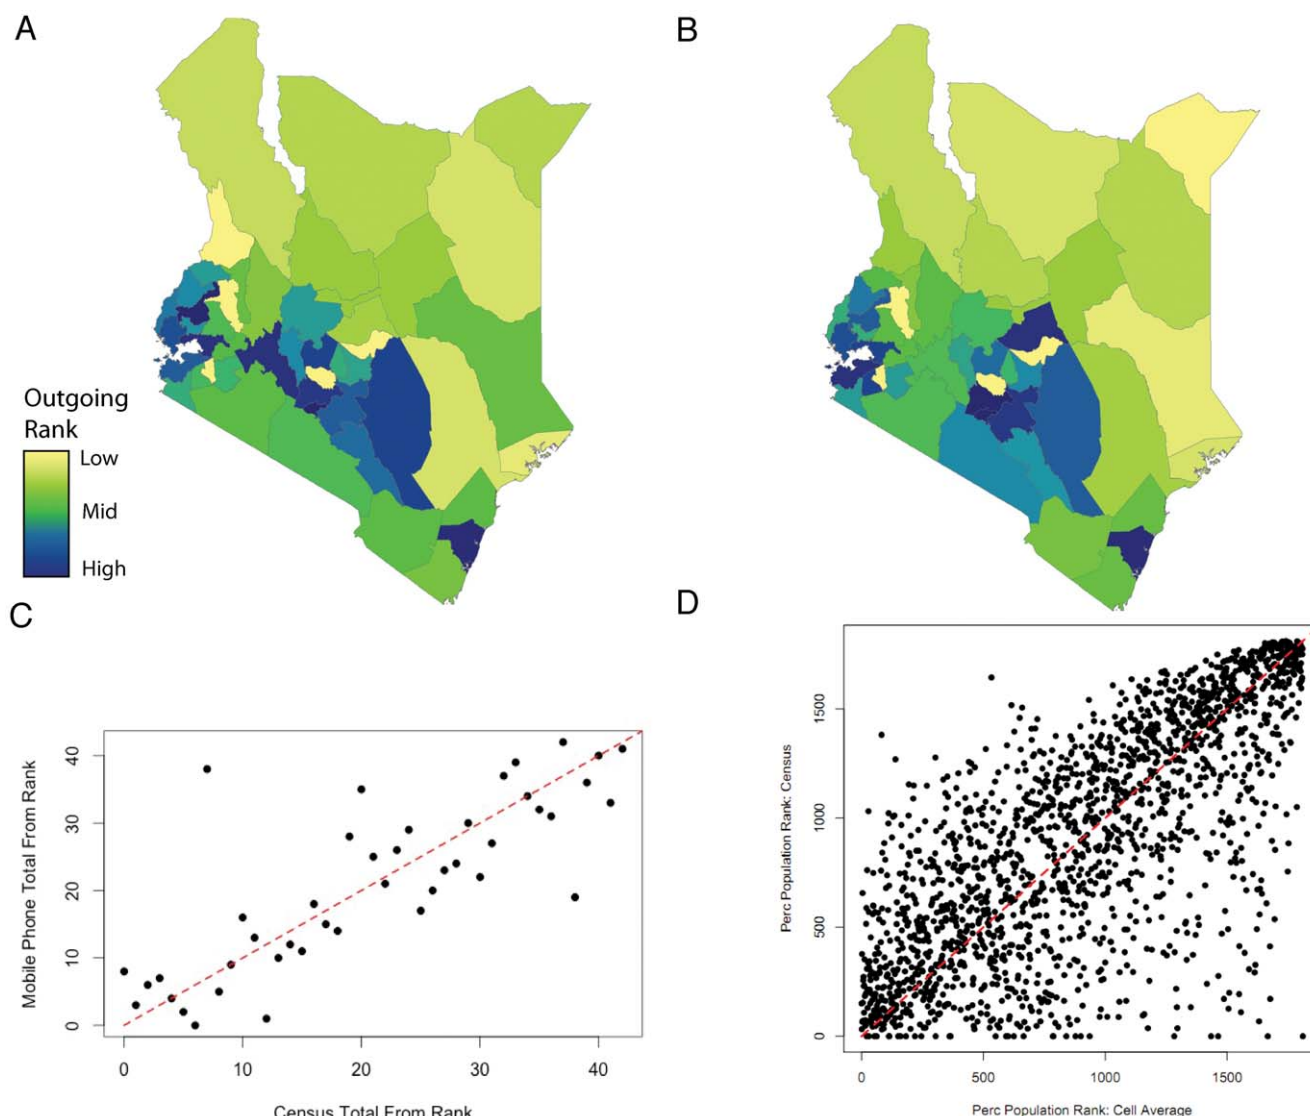 A
B
Outgoing
Rank
Low
Mid
High
C
D
Mobile Phone Total From Rank
40
30
20
10
0
0 10 20 30 40
Census Total From Rank
Perc Population Rank: Census
1500
1000
500
0
0 500 1000 1500
Perc Population Rank: Cell Average